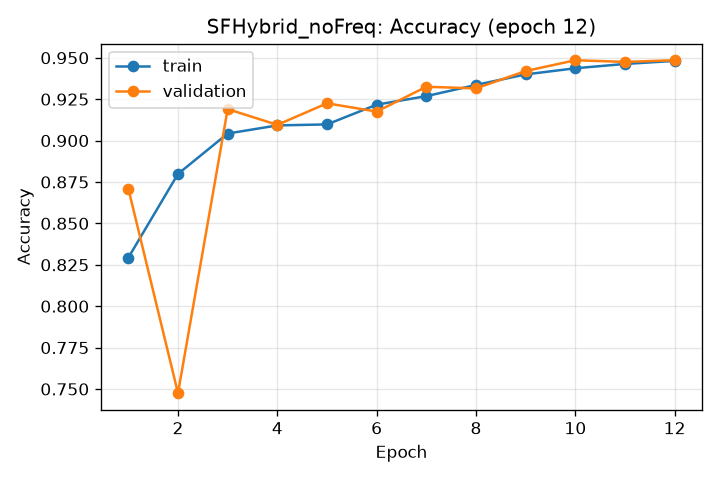 SFHybrid_noFreq: Accuracy (epoch 12)
train
validation
0.950
0.925
0.900
0.875
0.850
0.825
0.800
0.775
0.750
Accuracy
2 4 6 8 10 12
Epoch